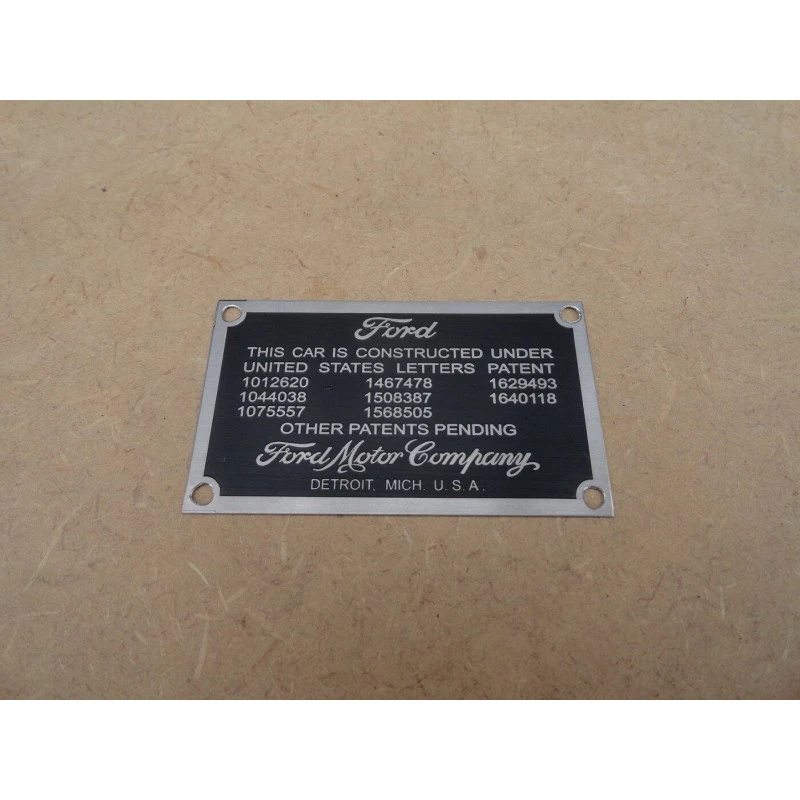 Ford
THIS CAR IS CONSTRUCTED UNDER
UNITED STATES LETTERS PATENT
1012620 1467478 1629493
1044038 1508387 1640118
1075557 1568505
OTHER PATENTS PENDING
Ford Motor Company
DETROIT, MICH. U.S.A.